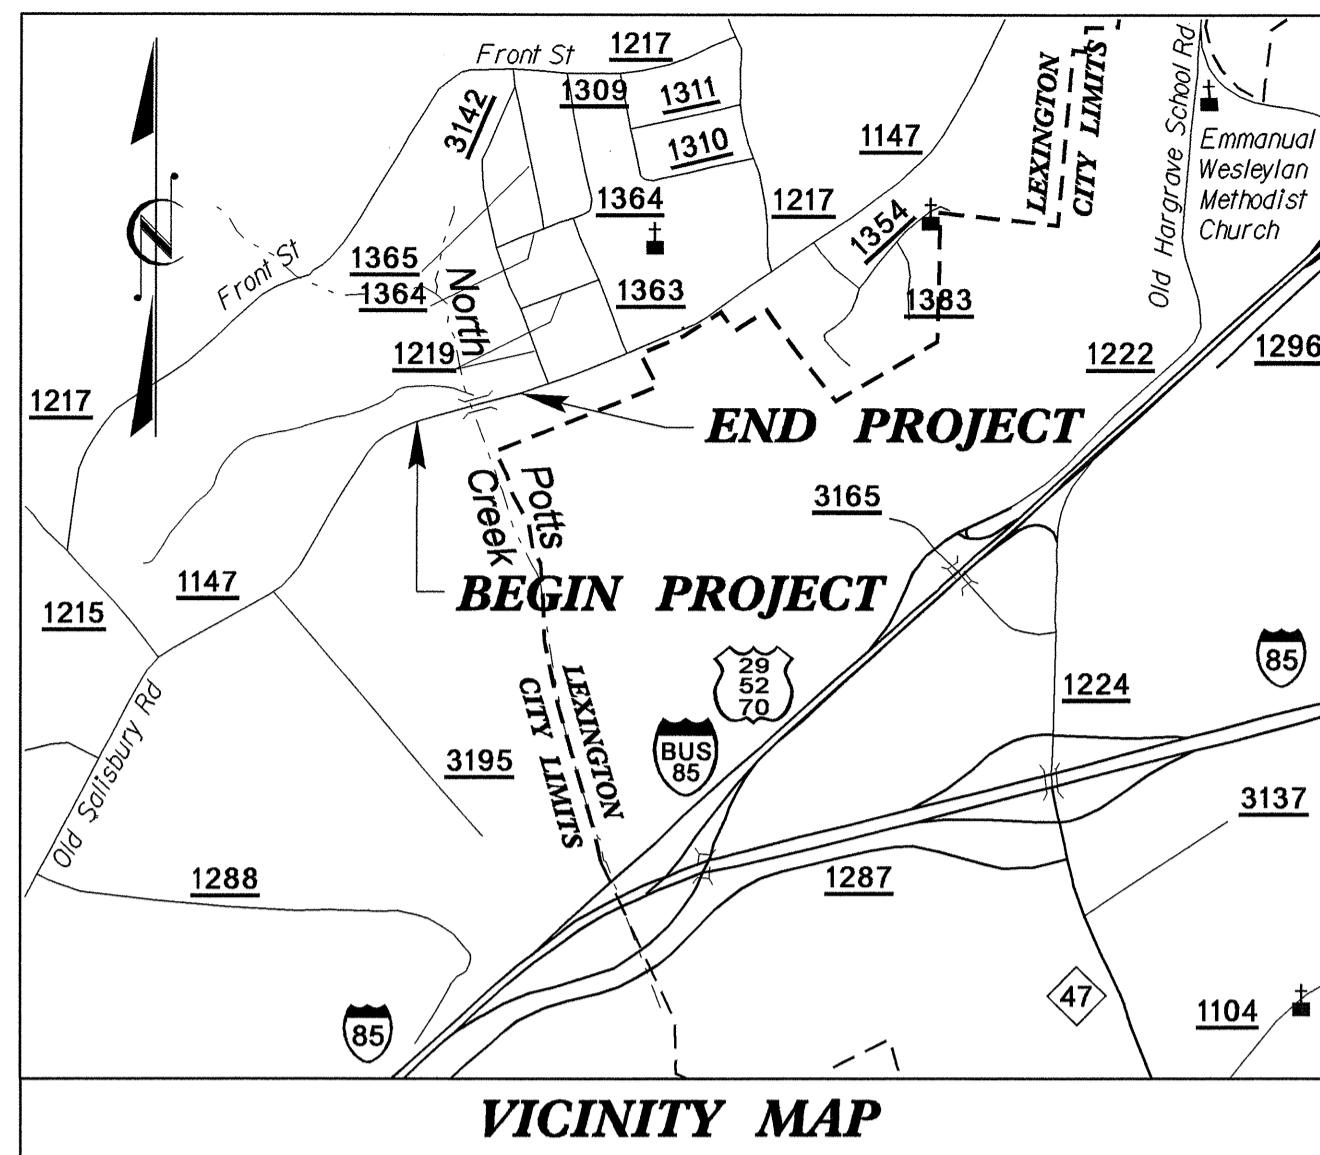 Front St
1217
1309
1311
3142
1310
1147
LEXINGTON
CITY LIMITS
Old Hargrave School Rd
Emmanual
Wesleylan
Methodist
Church
1364
1217
1354
N
Front St
1365
1364
North
1363
1383
1219
1222
1296
1217
END PROJECT
Potts
Creek
3165
1147
BEGIN PROJECT
1215
29
52
70
85
1224
LEXINGTON
CITY LIMITS
BUS
85
3195
Old Salisbury Rd
3137
1288
1287
47
1104
85
VICINITY MAP